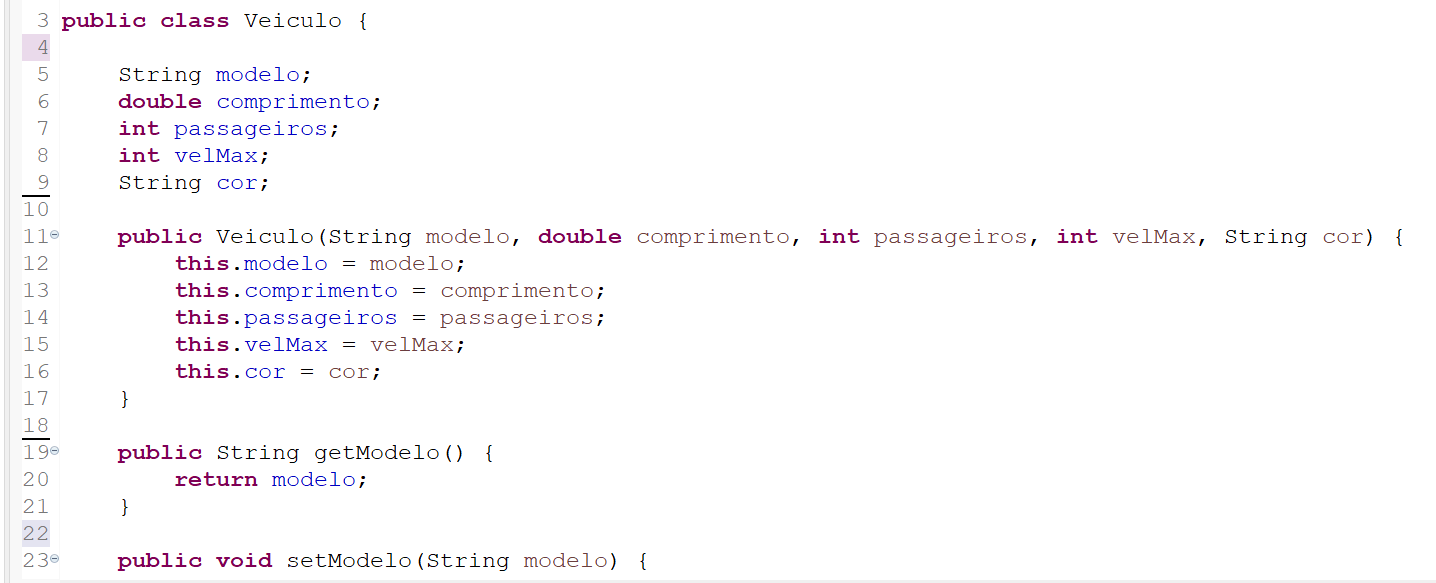 3 public class Veiculo {
4
5     String modelo;
6     double comprimento;
7     int passageiros;
8     int velMax;
9     String cor;
10
11     public Veiculo(String modelo, double comprimento, int passageiros, int velMax, String cor) {
12         this.modelo = modelo;
13         this.comprimento = comprimento;
14         this.passageiros = passageiros;
15         this.velMax = velMax;
16         this.cor = cor;
17     }
18
19     public String getModelo() {
20         return modelo;
21     }
22
23     public void setModelo(String modelo) {